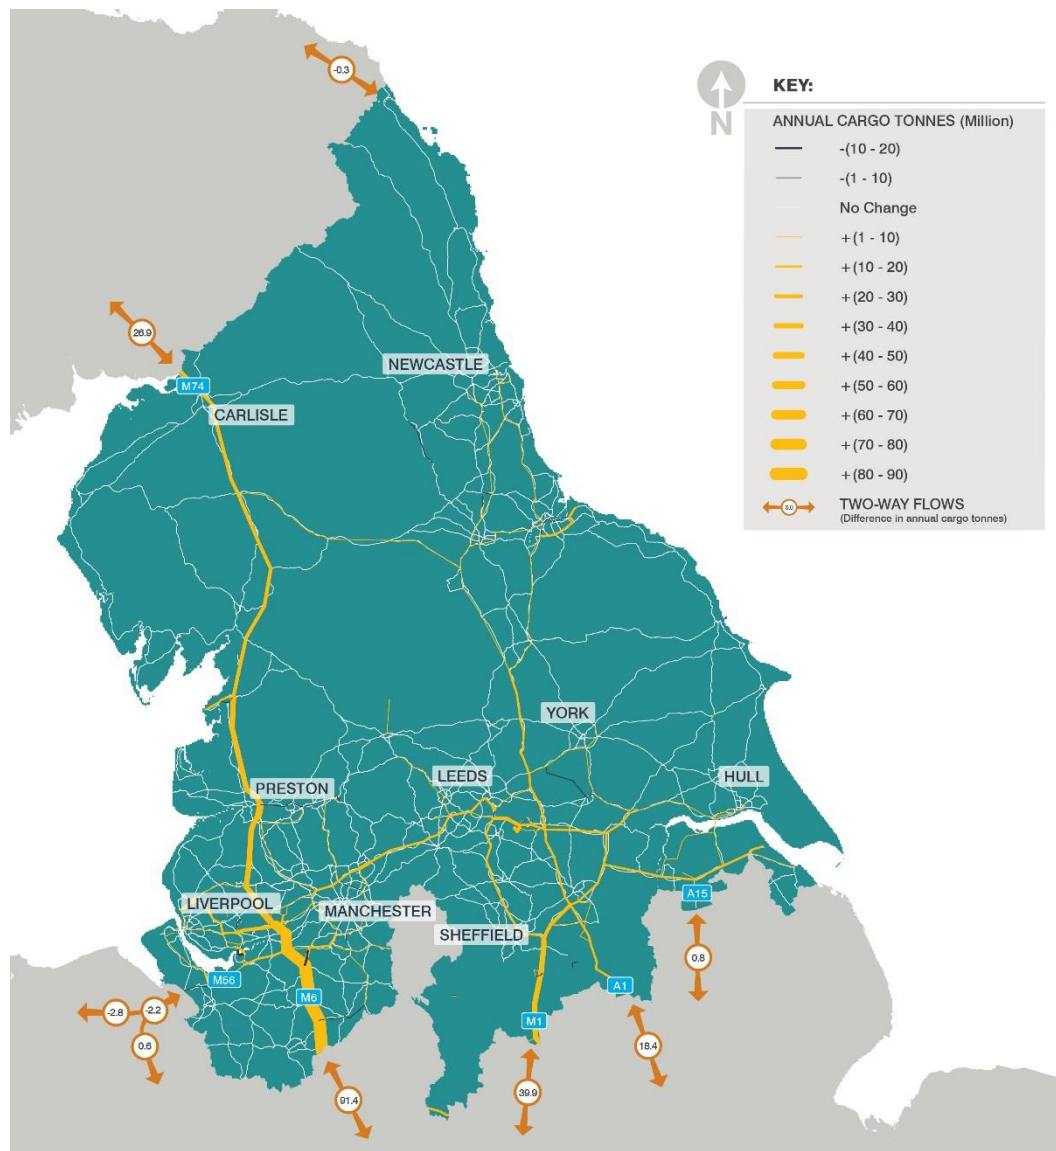 -0.3
KEY:
N
ANNUAL CARGO TONNES (Million)
-(10 - 20)
-(1 - 10)
No Change
+(1 - 10)
+(10 - 20)
+(20 - 30)
+(30 - 40)
+(40 - 50)
+(50 - 60)
+(60 - 70)
+(70 - 80)
+(80 - 90)
0.0
TWO-WAY FLOWS
(Difference in annual cargo tonnes)
26.9
NEWCASTLE
M74
CARLISLE
YORK
LEEDS
HULL
PRESTON
A15
LIVERPOOL
MANCHESTER
SHEFFIELD
0.8
M56
A1
M6
M1
-2.8
-2.2
0.6
18.4
91.4
39.9